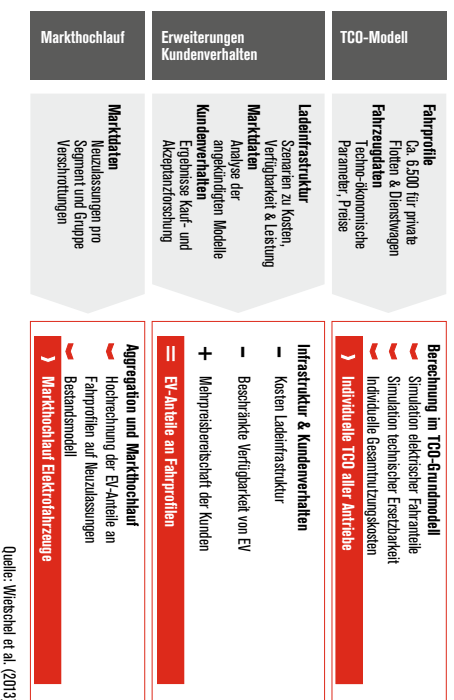 TCO-Modell
Fahrprofile
Ca. 6.500 für private
Flotten & Dienstwagen
Fahrzeugdaten
Techno-ökonomische
Parameter, Preise
Berechnung im TCO-Grundmodell
Simulation elektrischer Fahranteile
Simulation technischer Ersetzbarkeit
Individuelle Gesamtnutzungskosten
Individuelle TCO aller Antriebe
Erweiterungen
Kundenverhalten
Ladeinfrastruktur
Szenarien zu Kosten,
Verfügbarkeit & Leistung
Marktdaten
Analyse der
angekündigten Modelle
Kundenverhalten
Ergebnisse Kauf- und
Akzeptanzforschung
Infrastruktur & Kundenverhalten
– Kosten Ladeinfrastruktur
– Beschränkte Verfügbarkeit von EV
+ Mehrpreisbereitschaft der Kunden
= EV-Anteile an Fahrprofilen
Markthochlauf
Marktdaten
Neuzulassungen pro
Segment und Gruppe
Verschrottungen
Aggregation und Markthochlauf
Hochrechnung der EV-Anteile an
Fahrprofilen auf Neuzulassungen
Bestandsmodell
Markthochlauf Elektrofahrzeuge
Quelle: Wietschel et al. (2013